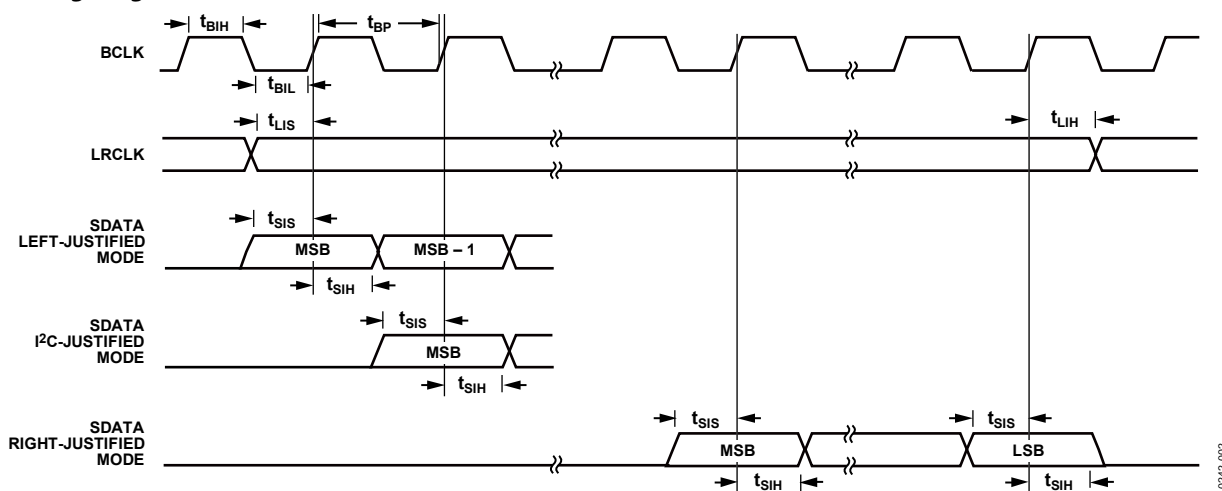 tBIH
tBP
BCLK
tBIL
tLIS
tLIH
LRCLK
tSIS
SDATA
LEFT-JUSTIFIED
MODE
MSB
MSB – 1
tSIH
tSIS
SDATA
I2C-JUSTIFIED
MODE
MSB
tSIH
tSIS
tSIS
SDATA
RIGHT-JUSTIFIED
MODE
MSB
LSB
tSIH
tSIH